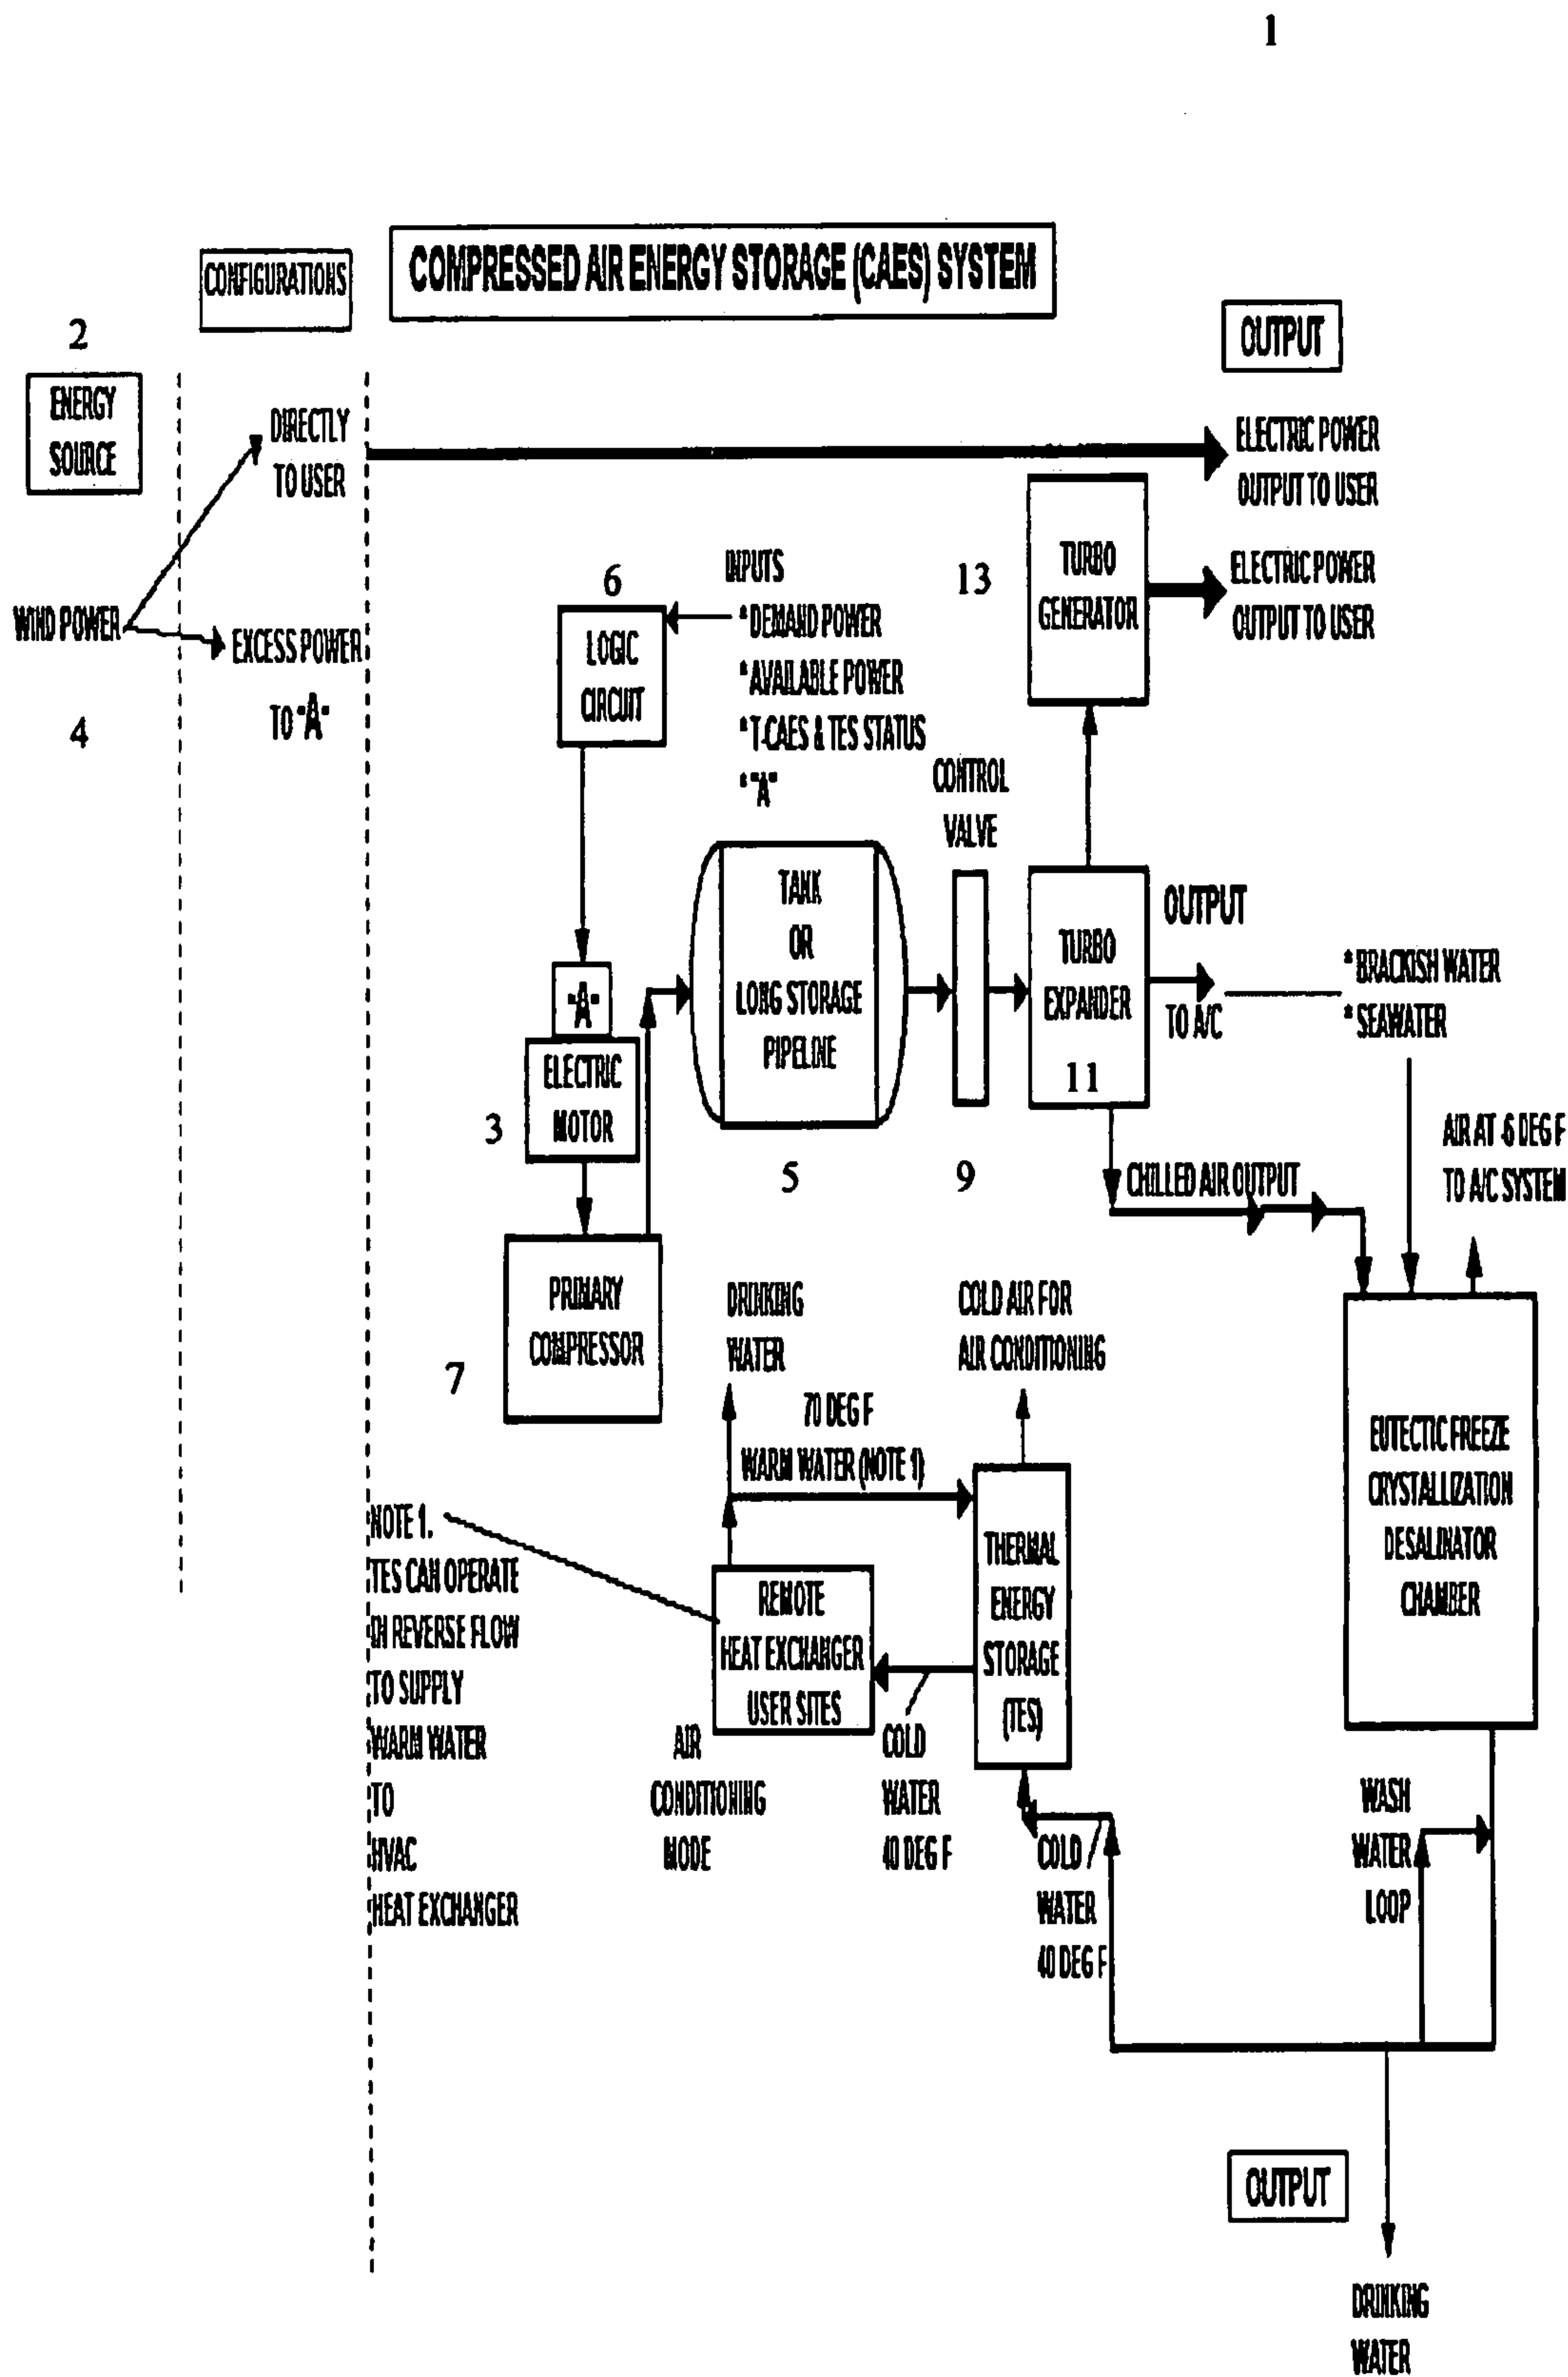 1
COMPRESSED AIR ENERGY STORAGE (CAES) SYSTEM
CONFIGURATIONS
OUTPUT
2
ENERGY
SOURCE
DIRECTLY
TO USER
ELECTRIC POWER
OUTPUT TO USER
WIND POWER
EXCESS POWER
TO "A"
4
6
LOGIC
CIRCUIT
INPUTS
* DEMAND POWER
* AVAILABLE POWER
* T-CAES & TES STATUS
* "A"
13
TURBO
GENERATOR
ELECTRIC POWER
OUTPUT TO USER
CONTROL
VALVE
TANK
OR
LONG STORAGE
PIPELINE
5
9
TURBO
EXPANDER
11
OUTPUT
TO A/C
* BRACKISH WATER
* SEAWATER
"A"
ELECTRIC
MOTOR
3
PRIMARY
COMPRESSOR
7
CHILLED AIR OUTPUT
AIR AT -6 DEG F
TO A/C SYSTEM
DRINKING
WATER
COLD AIR FOR
AIR CONDITIONING
70 DEG F
WARM WATER (NOTE 1)
THERMAL
ENERGY
STORAGE
(TES)
EUTECTIC FREEZE
CRYSTALLIZATION
DESALINATOR
CHAMBER
NOTE 1.
TES CAN OPERATE
IN REVERSE FLOW
TO SUPPLY
WARM WATER
TO
HVAC
HEAT EXCHANGER
REMOTE
HEAT EXCHANGER
USER SITES
AIR
CONDITIONING
MODE
COLD
WATER
40 DEG F
COLD
WATER
40 DEG F
WASH
WATER
LOOP
OUTPUT
DRINKING
WATER